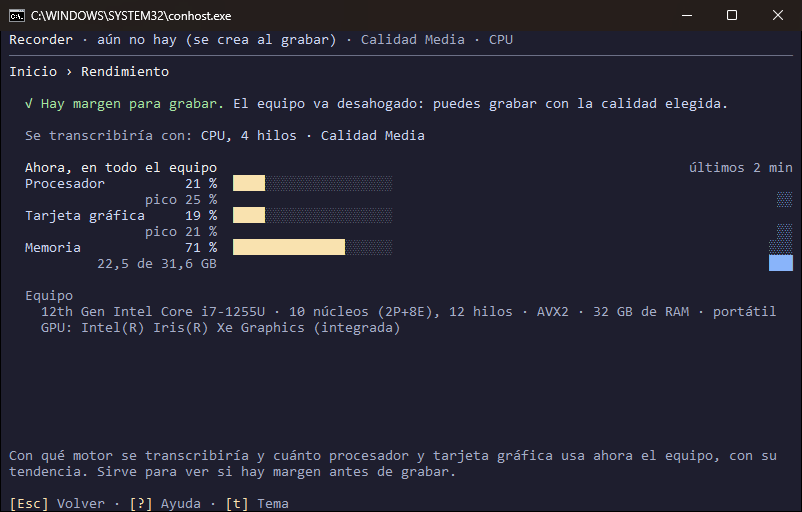 C:\WINDOWS\SYSTEM32\conhost.exe
Recorder · aún no hay (se crea al grabar) · Calidad Media · CPU
Inicio › Rendimiento
√ Hay margen para grabar. El equipo va desahogado: puedes grabar con la calidad elegida.
Se transcribiría con: CPU, 4 hilos · Calidad Media
Ahora, en todo el equipo últimos 2 min
Procesador 21 %
pico 25 %
Tarjeta gráfica 19 %
pico 21 %
Memoria 71 %
22,5 de 31,6 GB
Equipo
12th Gen Intel Core i7-1255U · 10 núcleos (2P+8E), 12 hilos · AVX2 · 32 GB de RAM · portátil
GPU: Intel(R) Iris(R) Xe Graphics (integrada)
Con qué motor se transcribiría y cuánto procesador y tarjeta gráfica usa ahora el equipo, con su
tendencia. Sirve para ver si hay margen antes de grabar.
[Esc] Volver · [?] Ayuda · [t] Tema